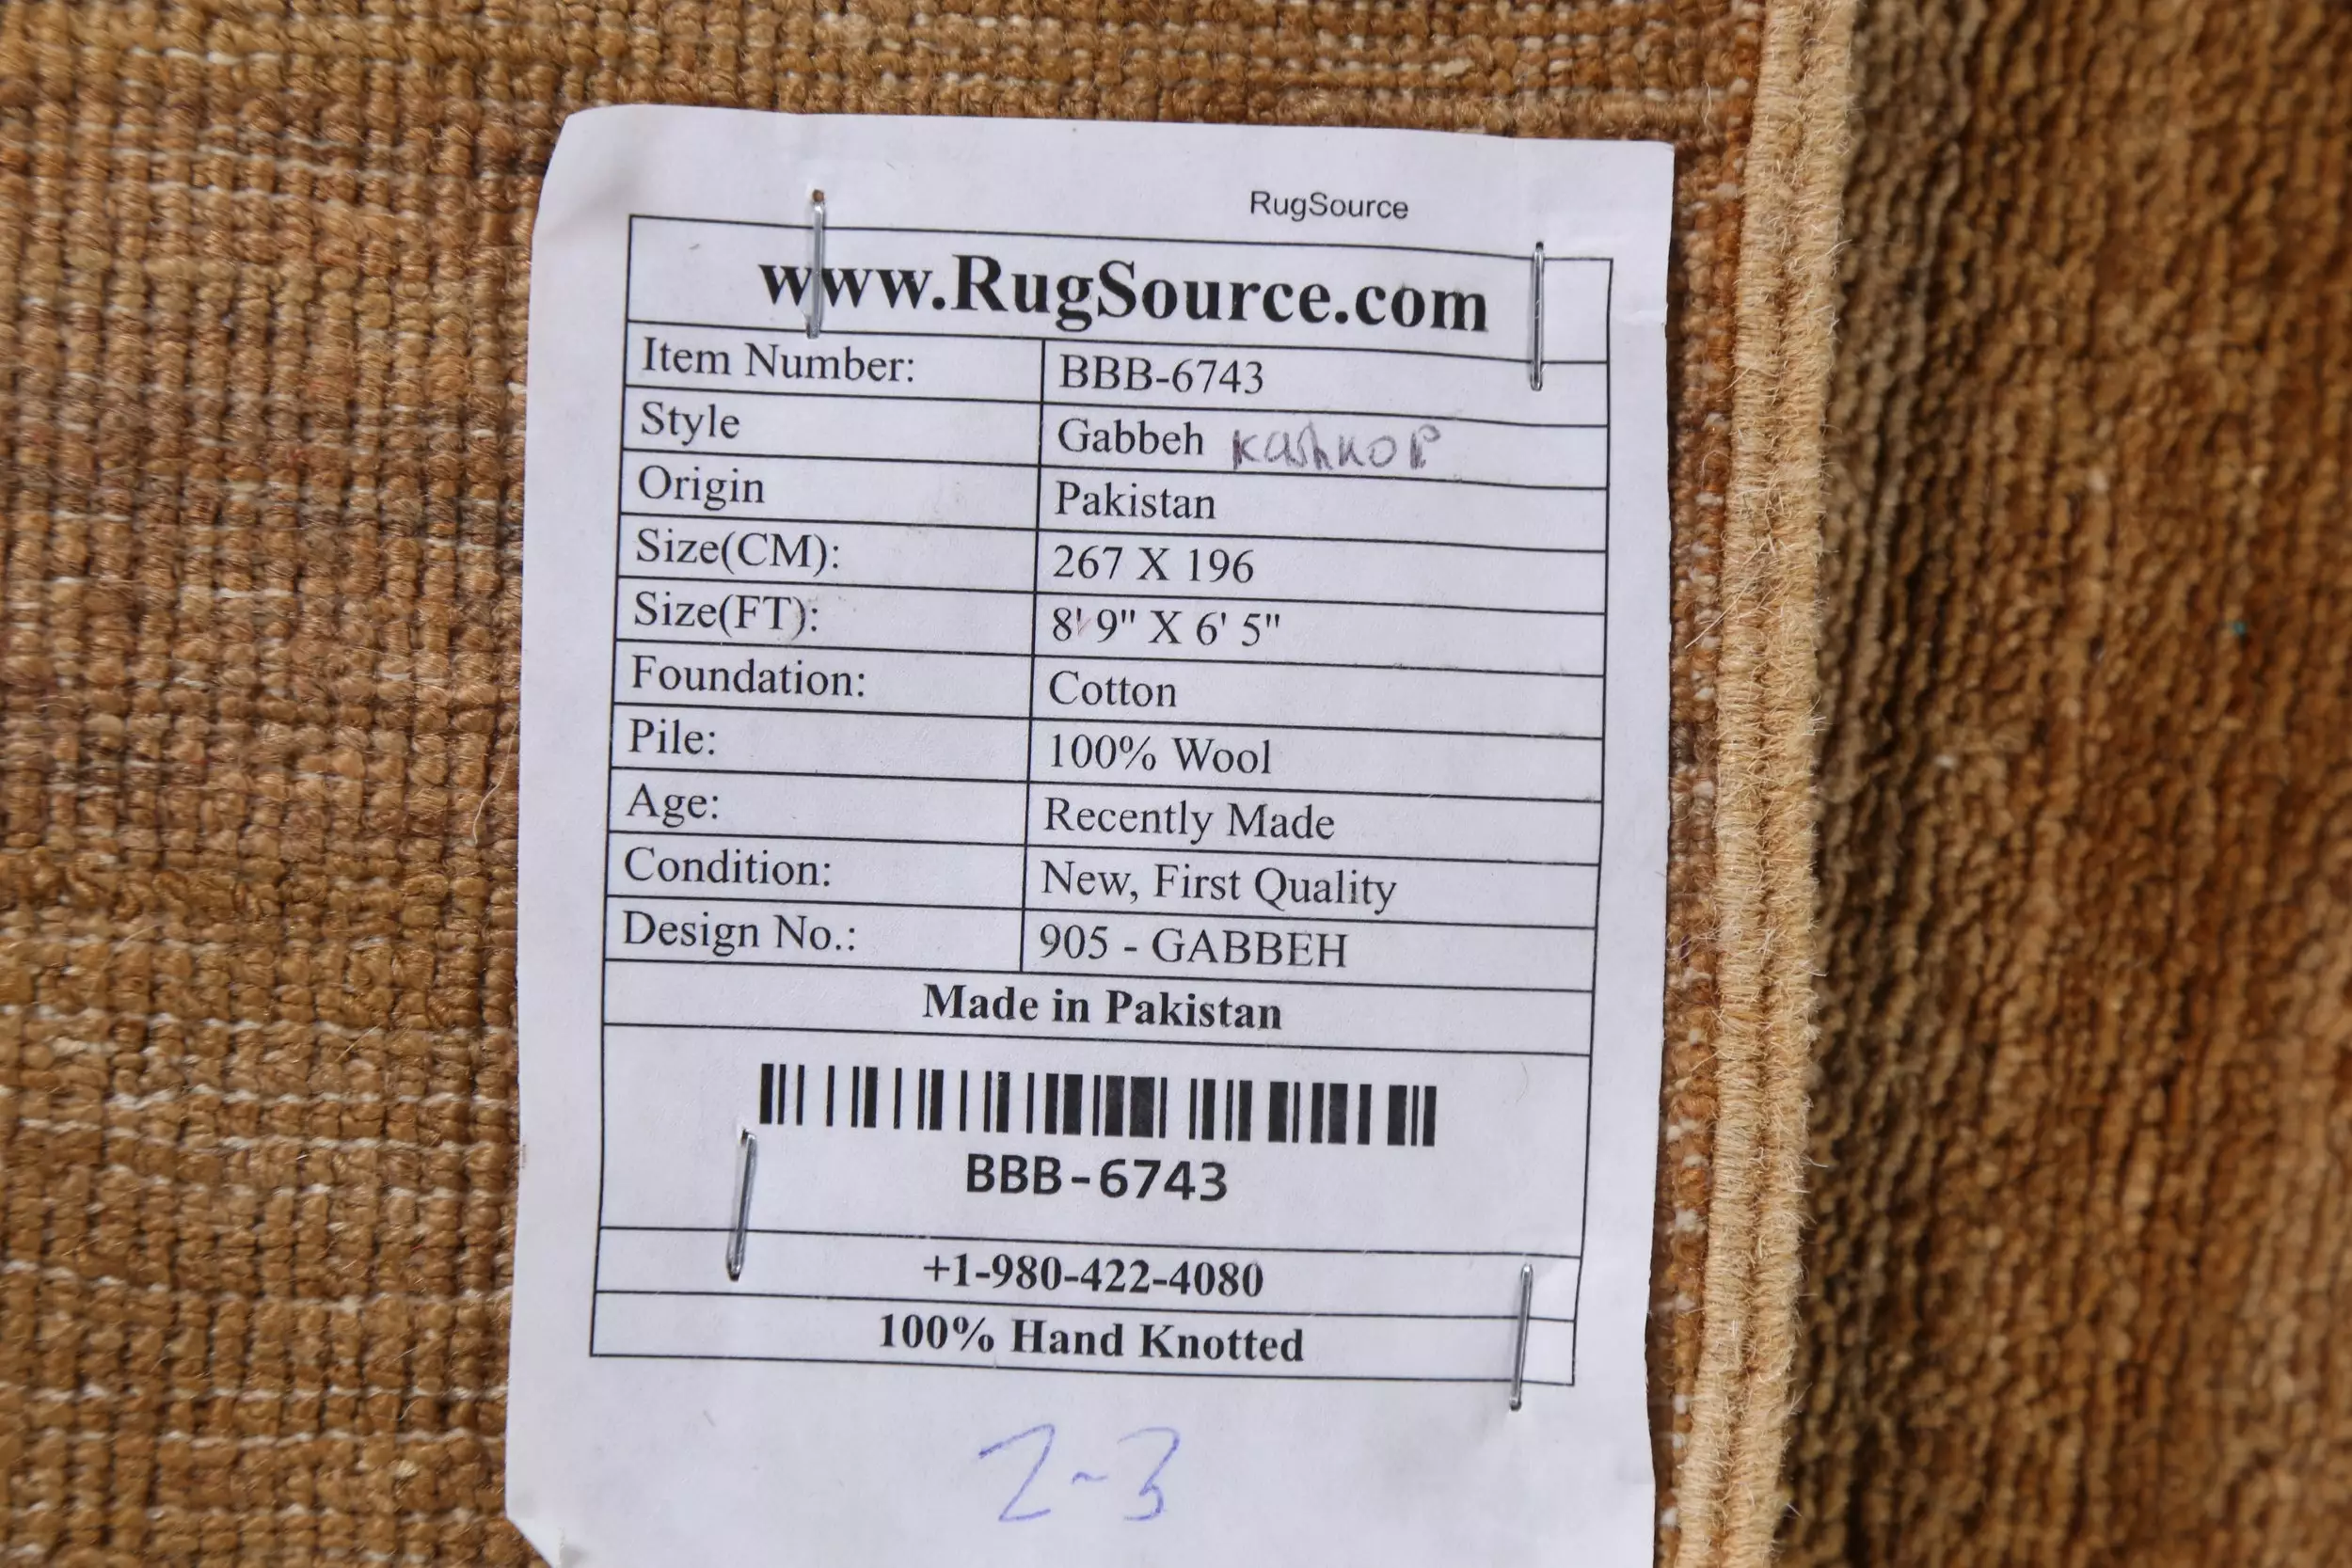 RugSource
www.RugSource.com
Item Number: BBB-6743
Style Gabbeh
Origin Pakistan
Size(CM): 267 X 196
Size(FT): 8' 9" X 6' 5"
Foundation: Cotton
Pile: 100% Wool
Age: Recently Made
Condition: New, First Quality
Design No.: 905 - GABBEH
Made in Pakistan
BBB-6743
+1-980-422-4080
100% Hand Knotted
2-3